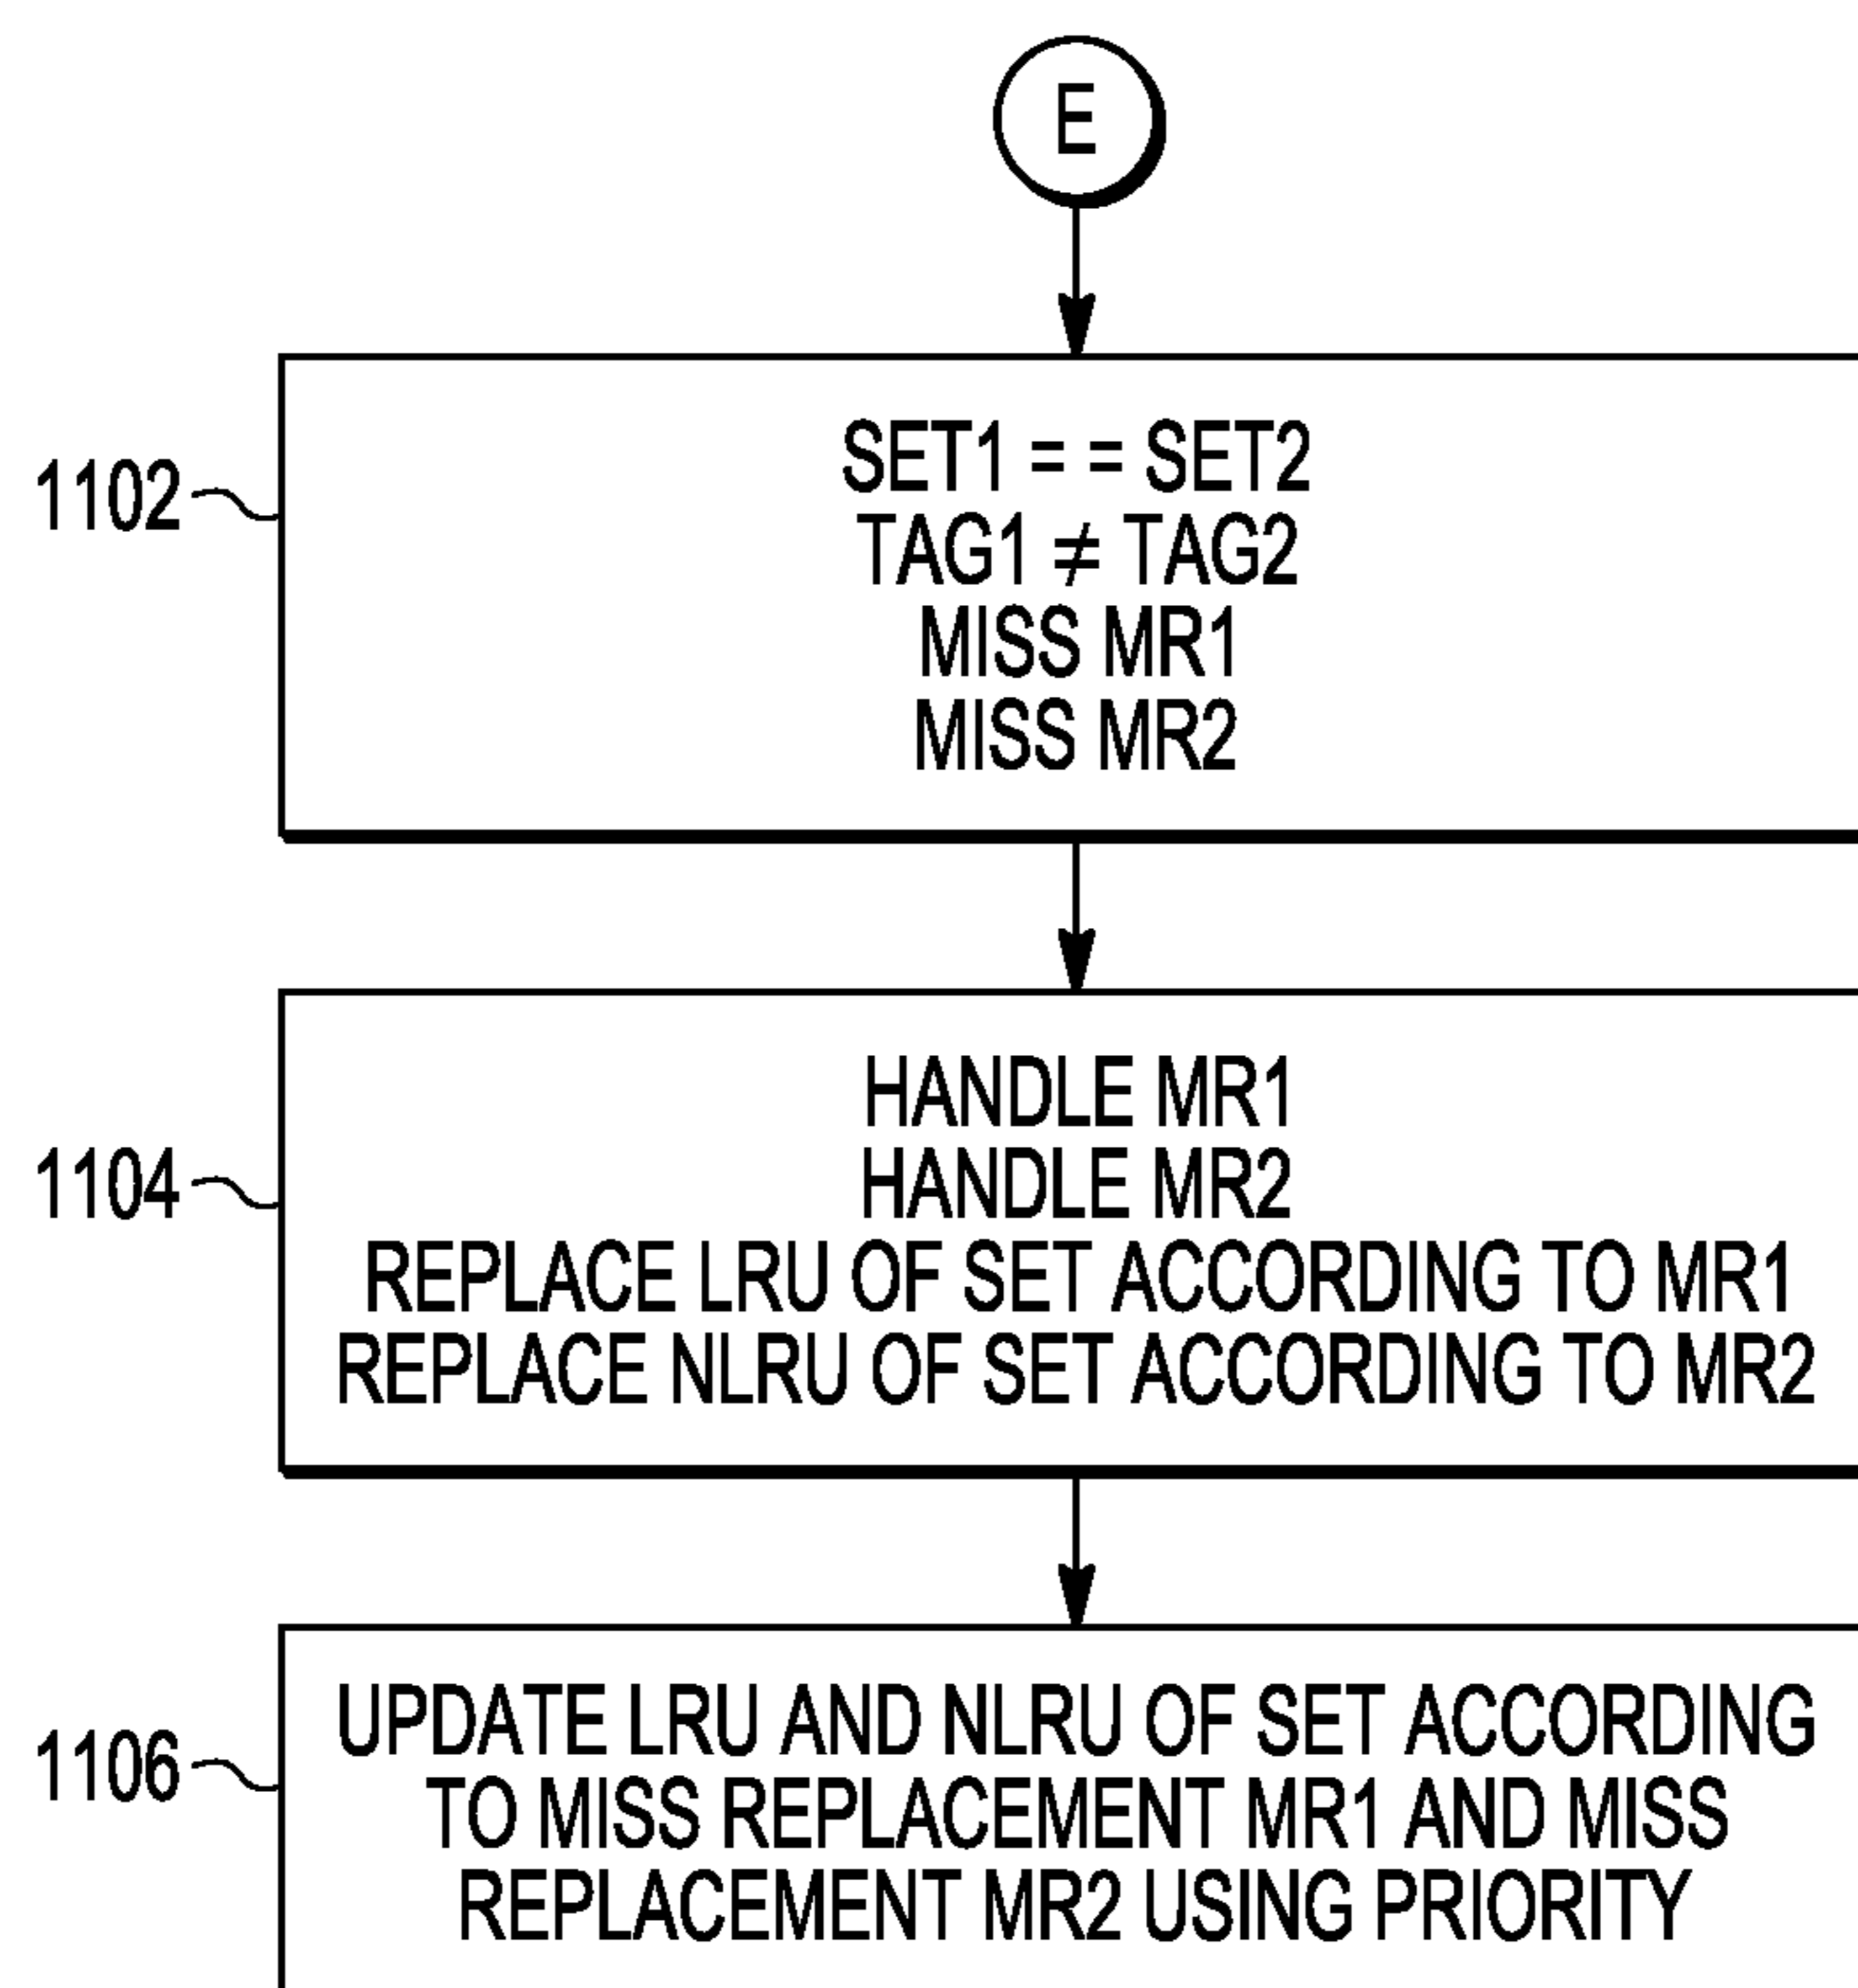 E
1102
SET1 = = SET2
TAG1 ≠ TAG2
MISS MR1
MISS MR2
1104
HANDLE MR1
HANDLE MR2
REPLACE LRU OF SET ACCORDING TO MR1
REPLACE NLRU OF SET ACCORDING TO MR2
1106
UPDATE LRU AND NLRU OF SET ACCORDING
TO MISS REPLACEMENT MR1 AND MISS
REPLACEMENT MR2 USING PRIORITY